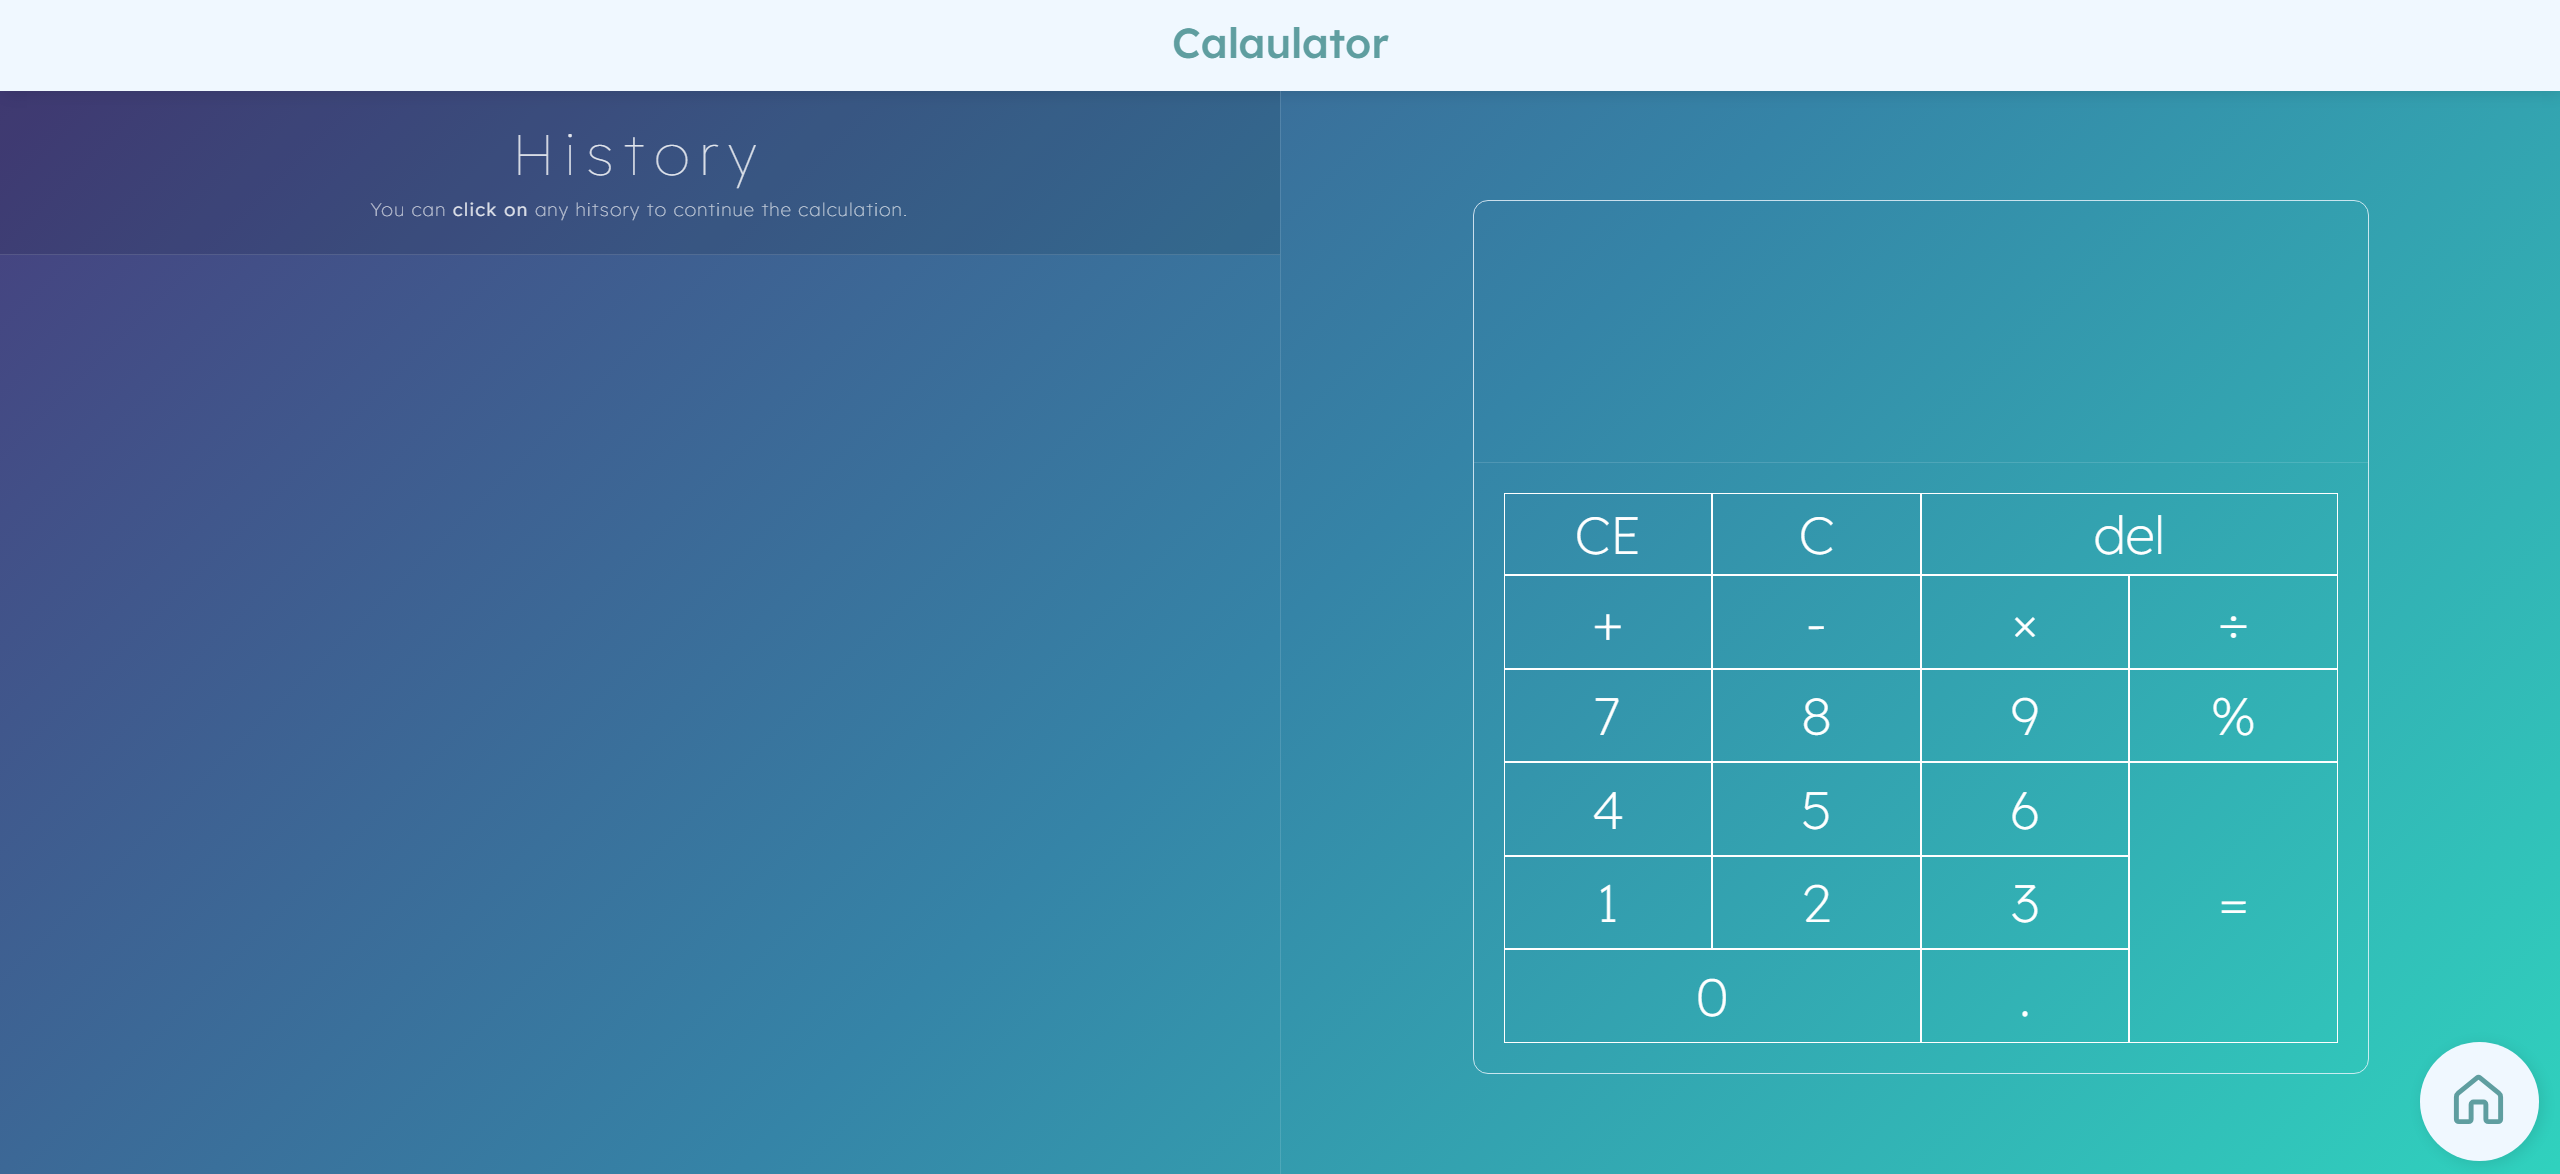 Calaulator
History
You can click on any hitsory to continue the calculation.
CE C del
+ - × ÷
7 8 9 %
4 5 6
1 2 3 =
0 .